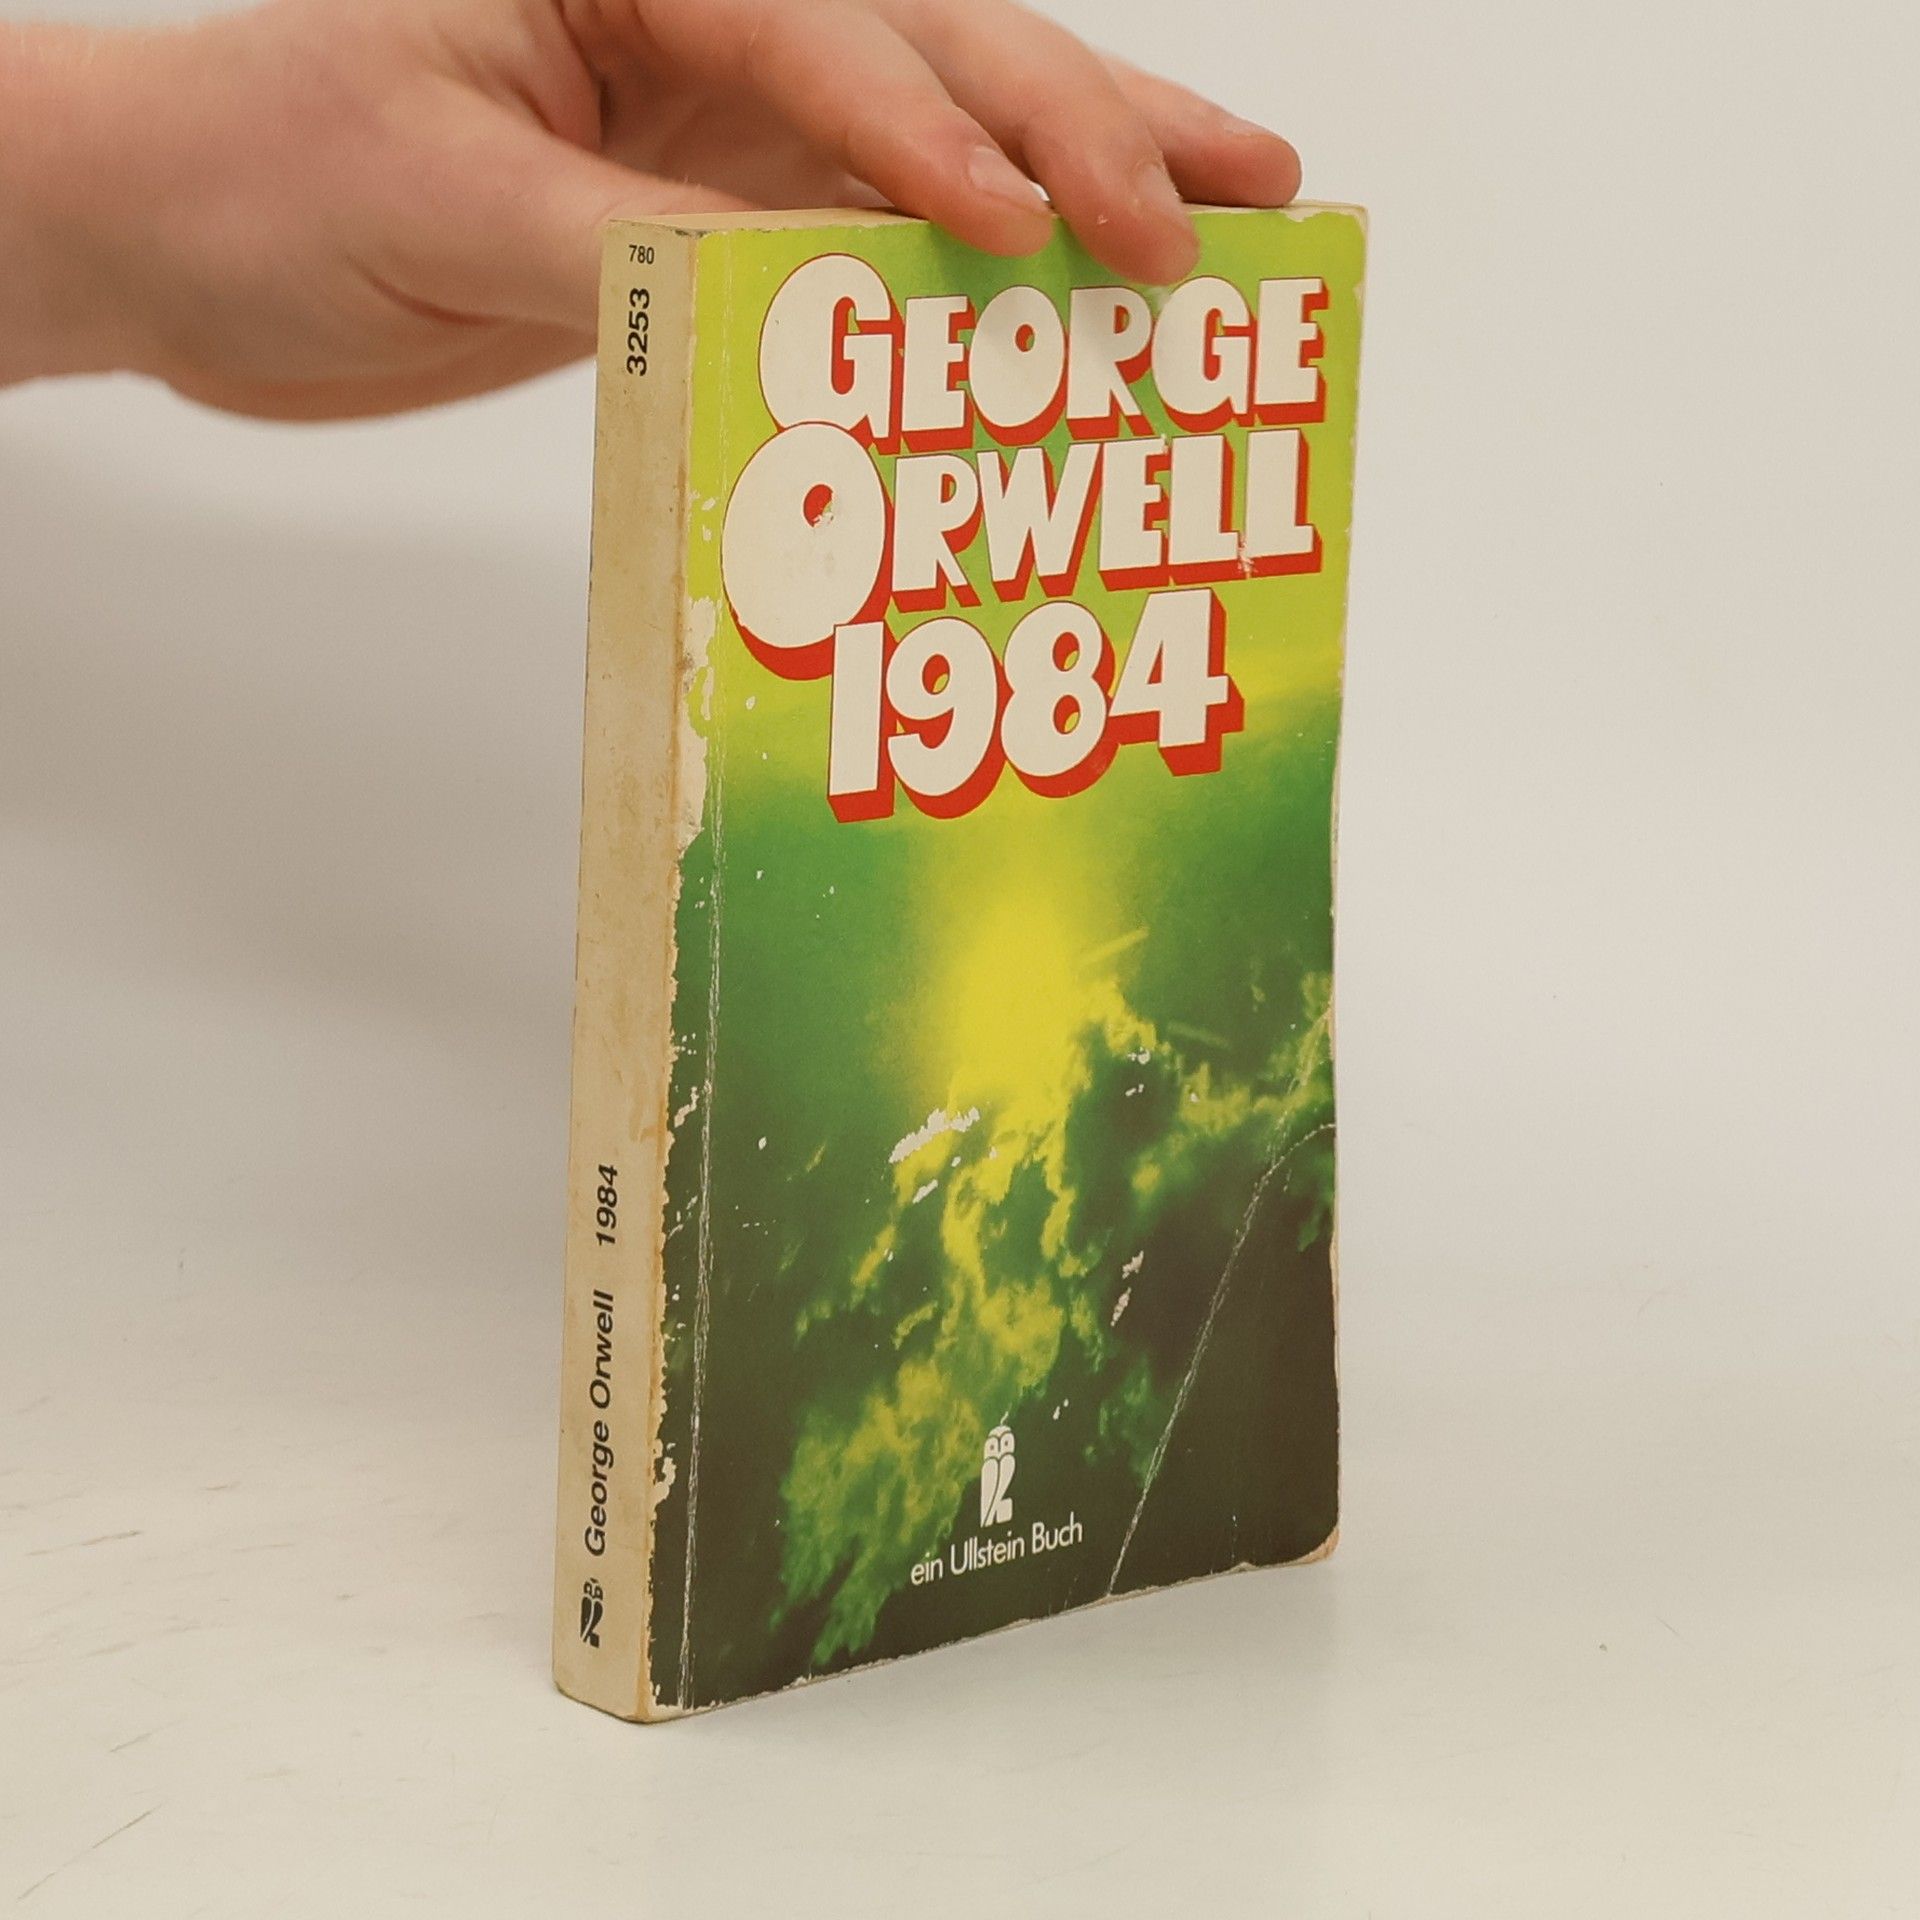 780
3253
George Orwell 1984
GEORGE
ORWELL
1984
ein Ullstein Buch